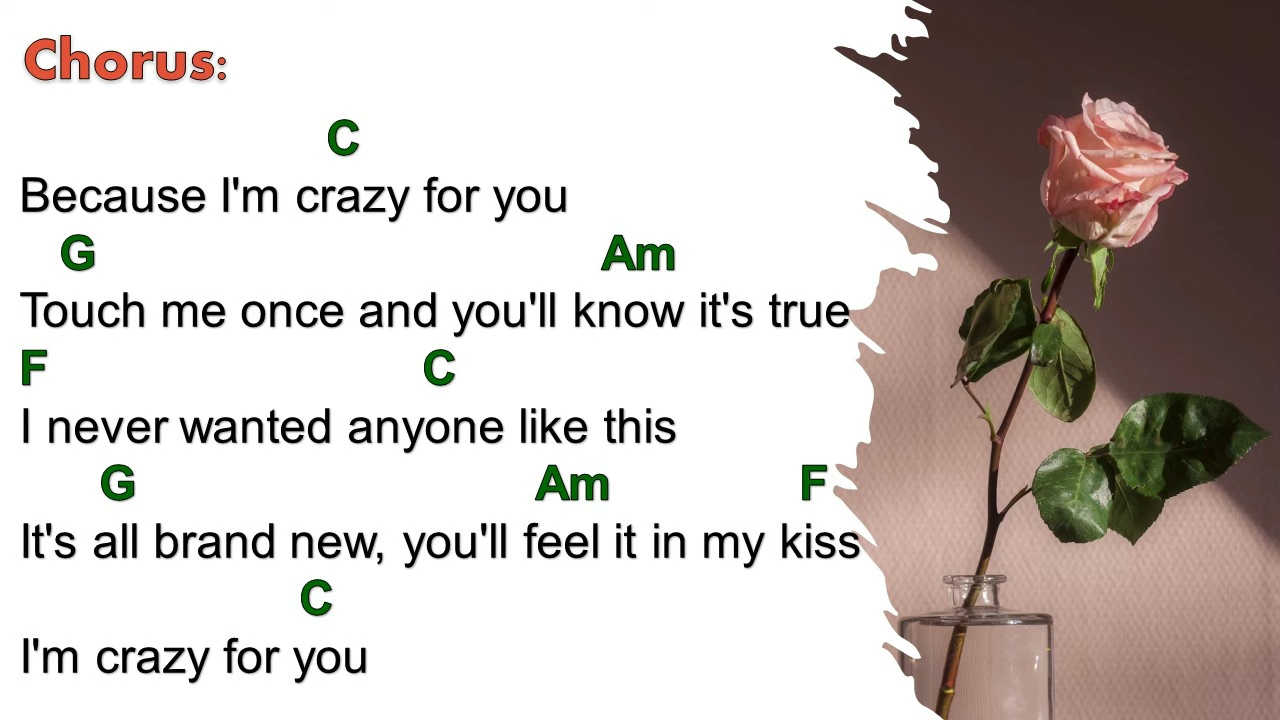 Chorus:
C
Because I'm crazy for you
G Am
Touch me once and you'll know it's true
F C
I never wanted anyone like this
G Am F
It's all brand new, you'll feel it in my kiss
C
I'm crazy for you